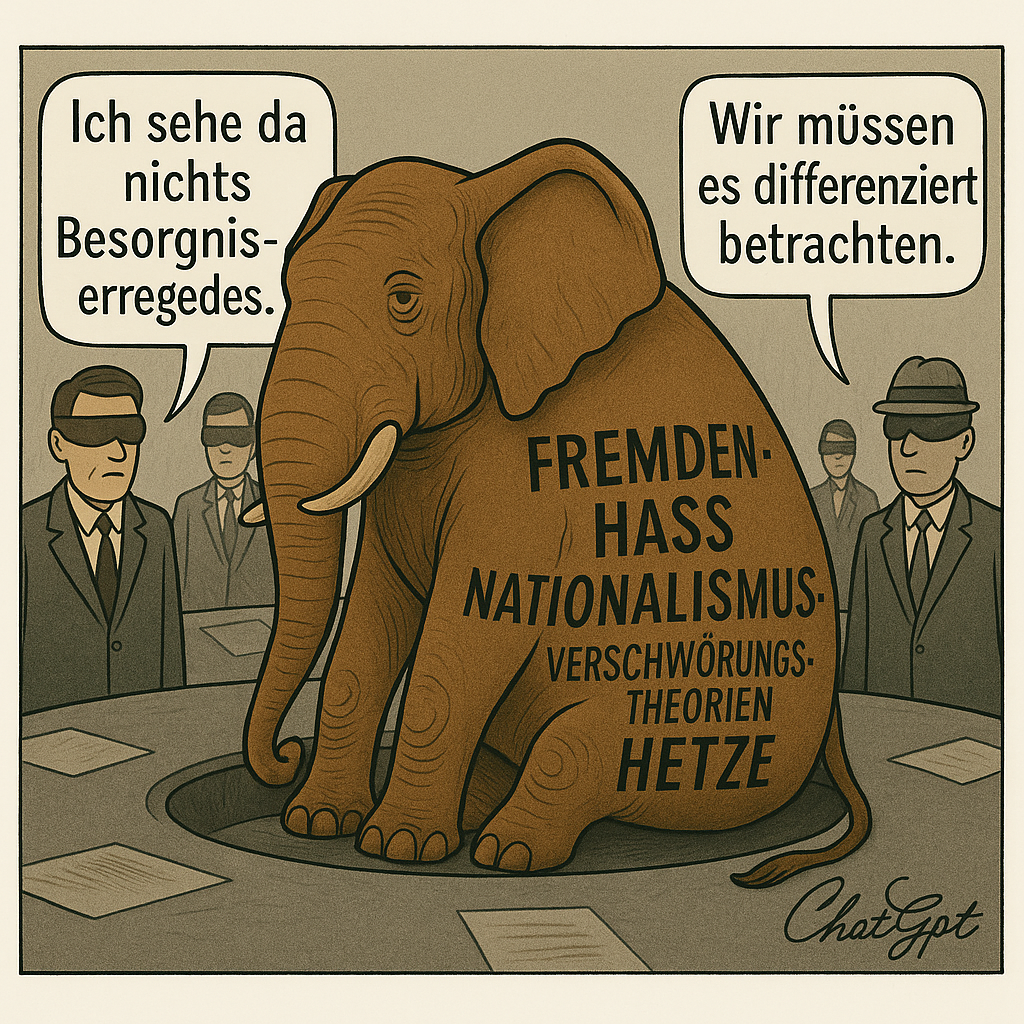 Ich sehe da
nichts
Besorgnis-
erregedes.
Wir müssen
es differenziert
betrachten.
FREMDEN-
HASS
NATIONALISMUS-
VERSCHWÖRUNGS-
THEORIEN
HETZE
ChatGpt